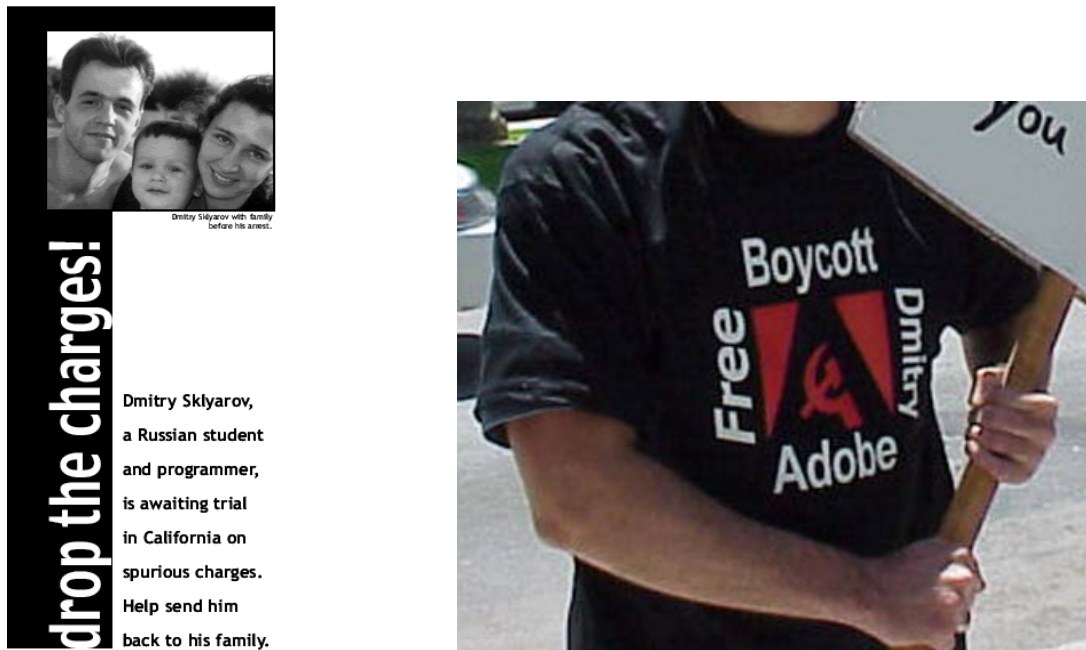 Dmitry Sklyarov with family
before his arrest.
drop the charges!
Dmitry Sklyarov,
a Russian student
and programmer,
is awaiting trial
in California on
spurious charges.
Help send him
back to his family.
you
Boycott
Free
Dmitry
Adobe